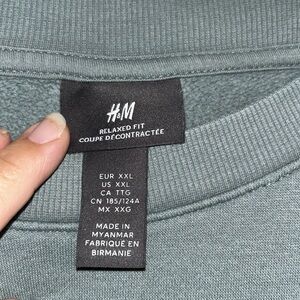 H&M
RELAXED FIT
COUPE DÉCONTRACTÉE
EUR XXL
US XXL
CA TTG
CN 185/124A
MX XXG
MADE IN
MYANMAR
FABRIQUÉ EN
BIRMANIE